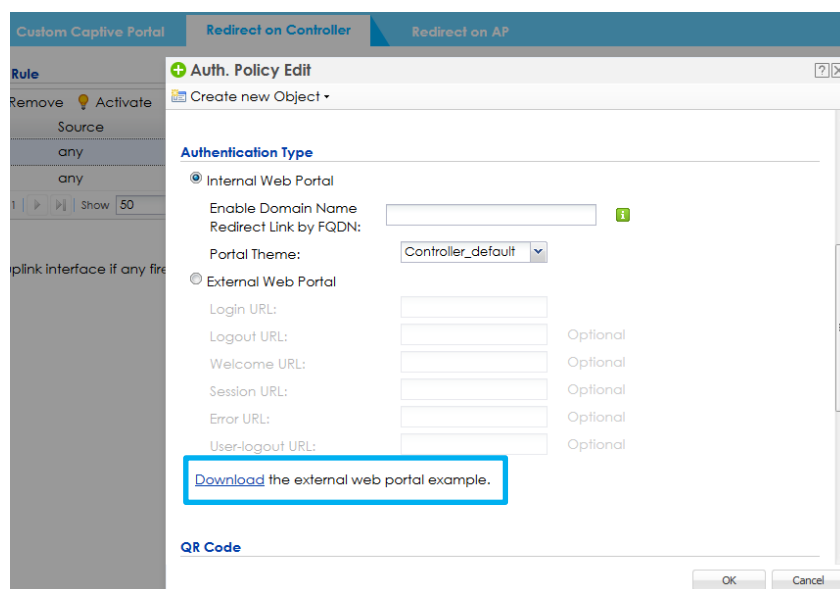 Custom Captive Portal
Redirect on Controller
Redirect on AP
Rule
Remove Activate
Source
any
any
1 Show 50
uplink interface if any fire
Auth. Policy Edit
Create new Object
Authentication Type
Internal Web Portal
Enable Domain Name
Redirect Link by FQDN:
Portal Theme: Controller_default
External Web Portal
Login URL:
Logout URL: Optional
Welcome URL: Optional
Session URL: Optional
Error URL: Optional
User-logout URL: Optional
Download the external web portal example.
QR Code
OK Cancel